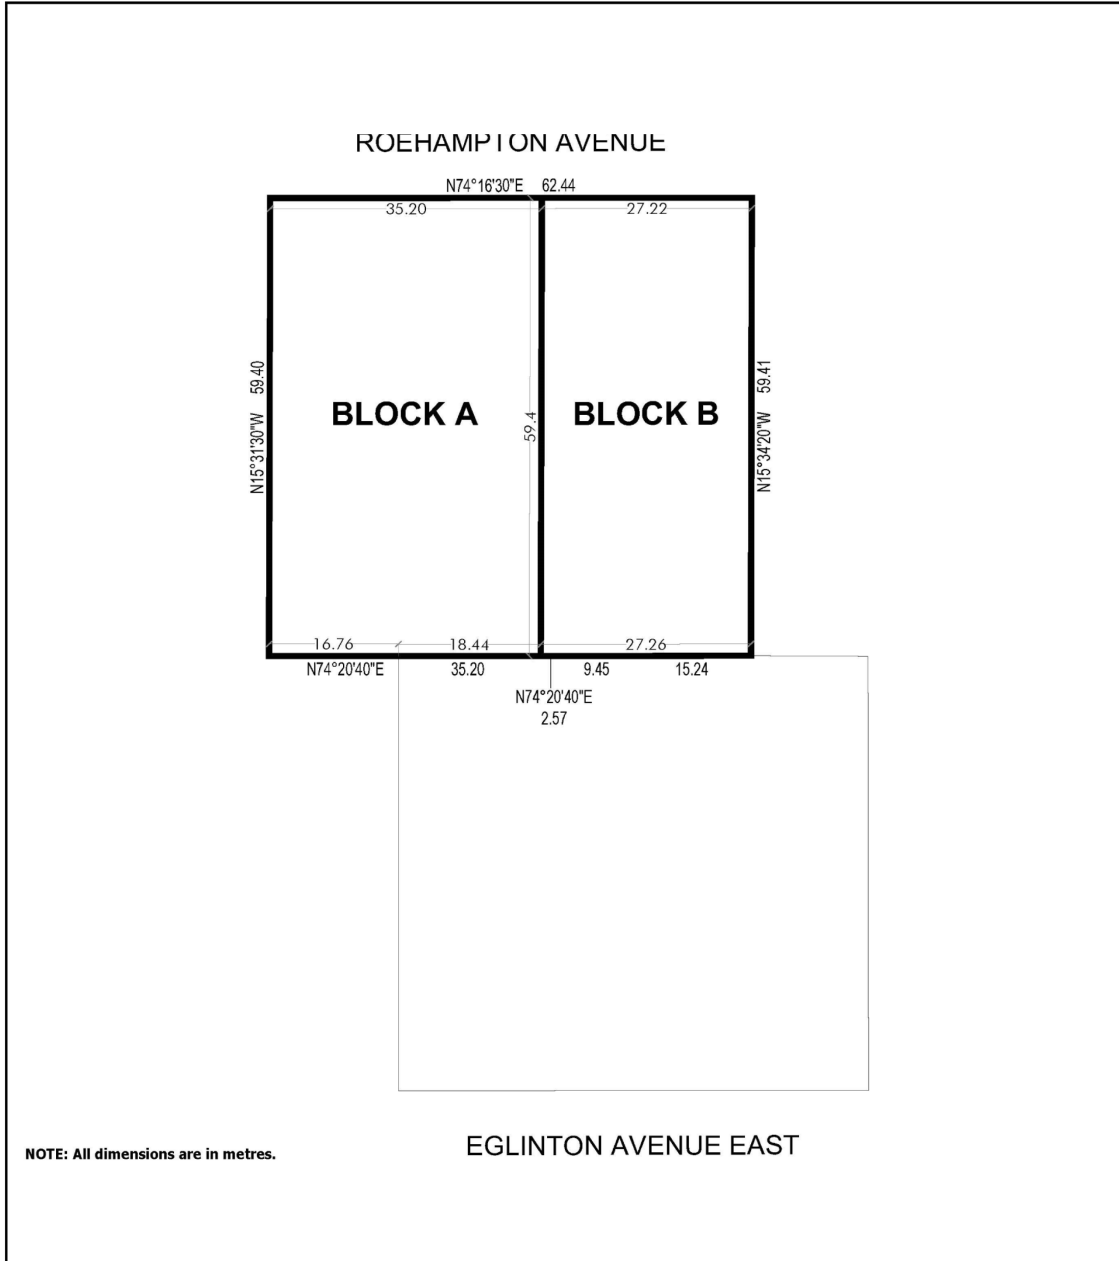 ROEHAMPTON AVENUE
N74°16'30"E 62.44
35.20 27.22
N15°31'30"W 59.40
BLOCK A
59.4
BLOCK B
N15°34'20"W 59.41
16.76 18.44 27.26
N74°20'40"E 35.20 9.45 15.24
N74°20'40"E
2.57
EGLINTON AVENUE EAST
NOTE: All dimensions are in metres.